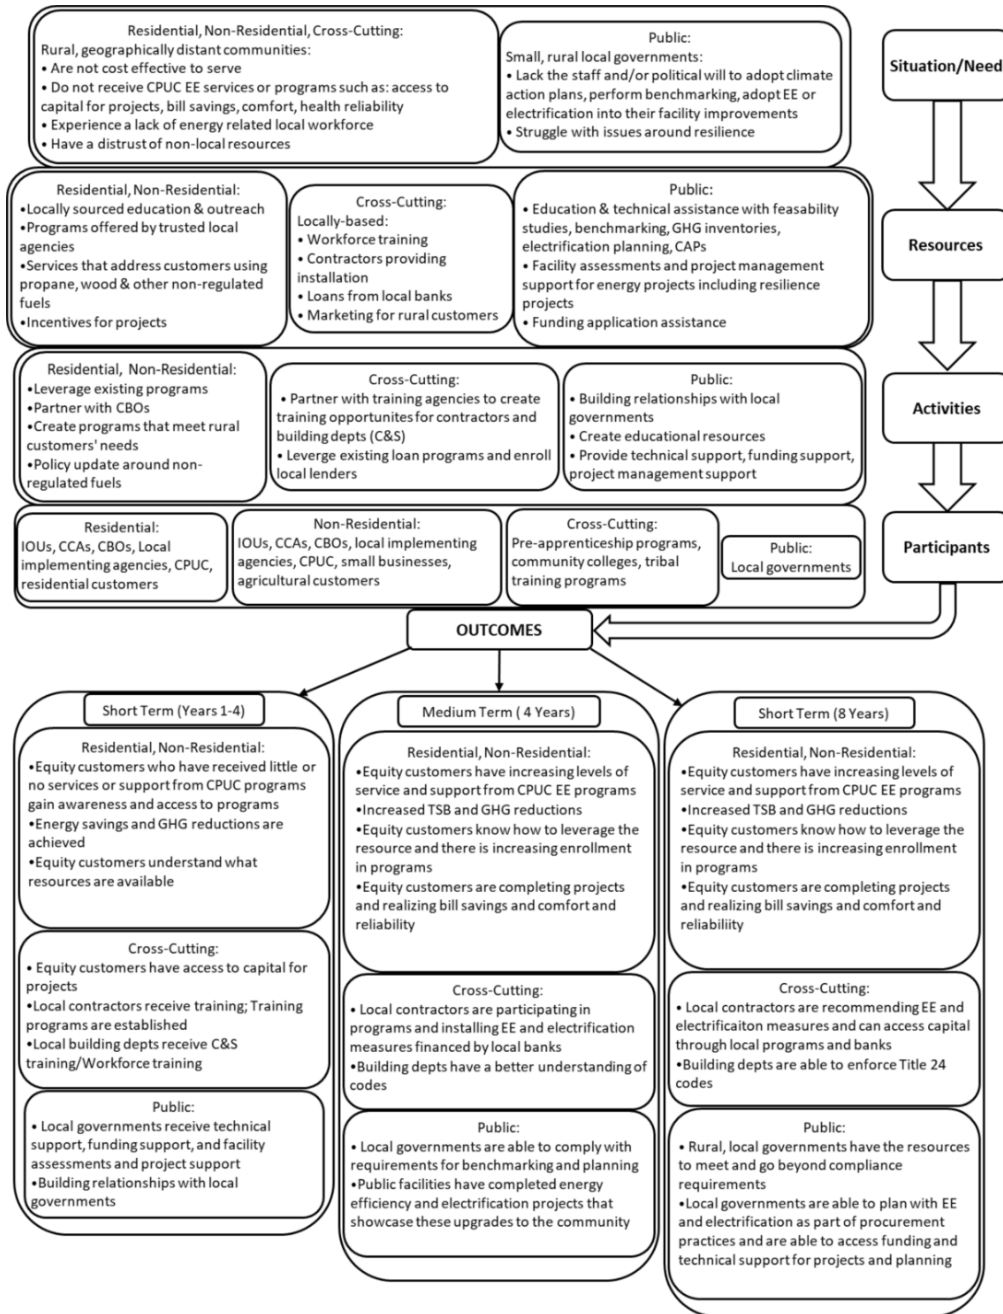 Residential, Non-Residential, Cross-Cutting:
Rural, geographically distant communities:
• Are not cost effective to serve
• Do not receive CPUC EE services or programs such as: access to
capital for projects, bill savings, comfort, health reliability
• Experience a lack of energy related local workforce
• Have a distrust of non-local resources
Public:
Small, rural local governments:
• Lack the staff and/or political will to adopt climate
action plans, perform benchmarking, adopt EE or
electrification into their facility improvements
• Struggle with issues around resilience
Situation/Need
Residential, Non-Residential:
•Locally sourced education & outreach
•Programs offered by trusted local
agencies
•Services that address customers using
propane, wood & other non-regulated
fuels
•Incentives for projects
Cross-Cutting:
Locally-based:
• Workforce training
• Contractors providing
installation
• Loans from local banks
• Marketing for rural customers
Public:
• Education & technical assistance with feasability
studies, benchmarking, GHG inventories,
electrification planning, CAPs
• Facility assessments and project management
support for energy projects including resilience
projects
• Funding application assistance
Resources
Residential, Non-Residential:
•Leverage existing programs
•Partner with CBOs
•Create programs that meet rural
customers' needs
•Policy update around non-
regulated fuels
Cross-Cutting:
• Partner with training agencies to create
training opportunites for contractors and
building depts (C&S)
• Leverge existing loan programs and enroll
local lenders
Public:
• Building relationships with local
governments
• Create educational resources
• Provide technical support, funding support,
project management support
Activities
Residential:
IOUs, CCAs, CBOs, Local
implementing agencies, CPUC,
residential customers
Non-Residential:
IOUs, CCAs, CBOs, local implementing
agencies, CPUC, small businesses,
agricultural customers
Cross-Cutting:
Pre-apprenticeship programs,
community colleges, tribal
training programs
Public:
Local governments
Participants
OUTCOMES
Short Term (Years 1-4)
Residential, Non-Residential:
•Equity customers who have received little or
no services or support from CPUC programs
gain awareness and access to programs
•Energy savings and GHG reductions are
achieved
•Equity customers understand what
resources are available
Cross-Cutting:
• Equity customers have access to capital for
projects
•Local contractors receive training; Training
programs are established
•Local building depts receive C&S
training/Workforce training
Public:
• Local governments receive technical
support, funding support, and facility
assessments and project support
•Building relationships with local
governments
Medium Term ( 4 Years)
Residential, Non-Residential:
•Equity customers have increasing levels of
service and support from CPUC EE programs
•Increased TSB and GHG reductions
•Equity customers know how to leverage the
resource and there is increasing enrollment
in programs
•Equity customers are completing projects
and realizing bill savings and comfort and
reliability
Cross-Cutting:
• Local contractors are participating in
programs and installing EE and electrification
measures financed by local banks
•Building depts have a better understanding of
codes
Public:
• Local governments are able to comply with
requirements for benchmarking and planning
•Public facilities have completed energy
efficiency and electrification projects that
showcase these upgrades to the community
Short Term (8 Years)
Residential, Non-Residential:
•Equity customers have increasing levels of
service and support from CPUC EE programs
•Increased TSB and GHG reductions
•Equity customers know how to leverage the
resource and there is increasing enrollment in
programs
•Equity customers are completing projects
and realizing bill savings and comfort and
reliabiliity
Cross-Cutting:
• Local contractors are recommending EE and
electrificaiton measures and can access capital
through local programs and banks
•Building depts are able to enforce Title 24
codes
Public:
• Rural, local governments have the resources
to meet and go beyond compliance
requirements
•Local governments are able to plan with EE
and electrification as part of procurement
practices and are able to access funding and
technical support for projects and planning